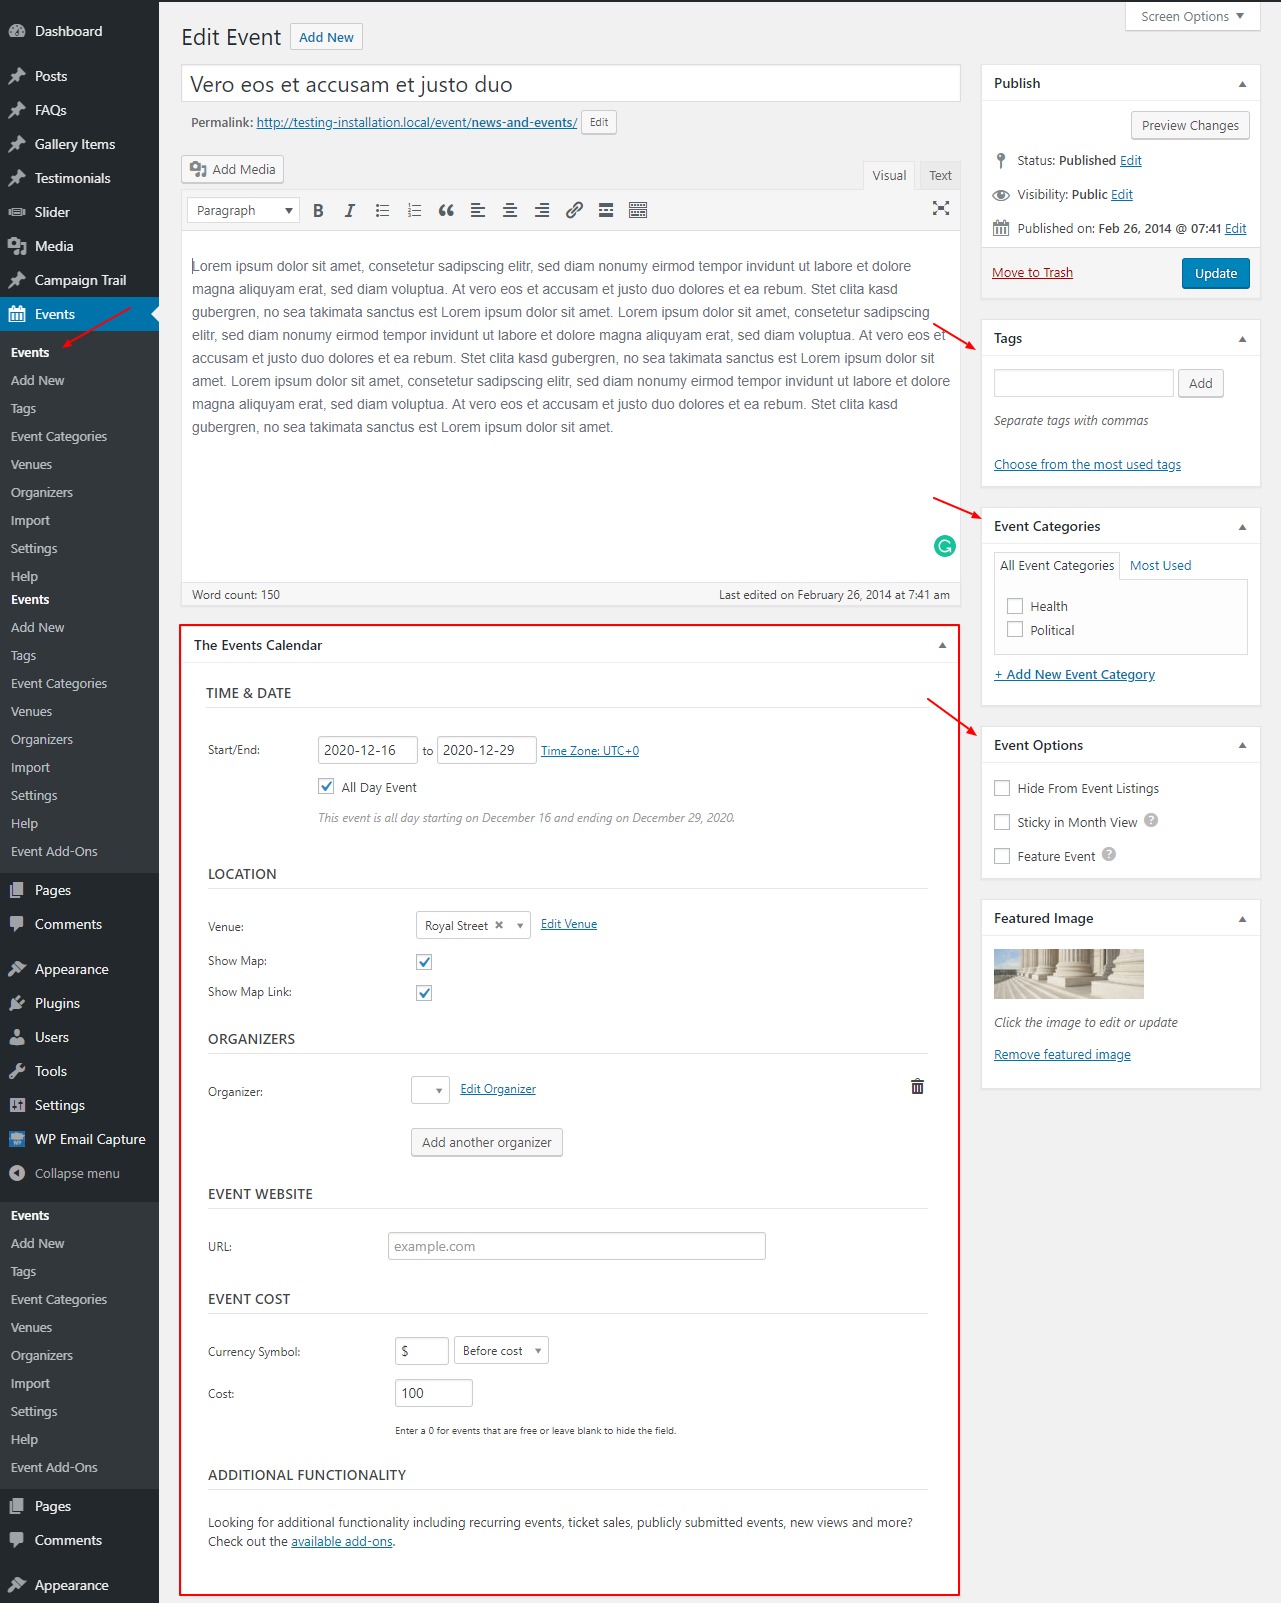 Dashboard
Posts
FAQs
Gallery Items
Testimonials
Slider
Media
Campaign Trail
Events
Events
Add New
Tags
Event Categories
Venues
Organizers
Import
Settings
Help
Events
Add New
Tags
Event Categories
Venues
Organizers
Import
Settings
Help
Event Add-Ons
Pages
Comments
Appearance
Plugins
Users
Tools
Settings
WP Email Capture
Collapse menu
Events
Add New
Tags
Event Categories
Venues
Organizers
Import
Settings
Help
Event Add-Ons
Pages
Comments
Appearance
Screen Options
Edit Event Add New
Vero eos et accusam et justo duo
Permalink: http://testing-installation.local/event/news-and-events/ Edit
Add Media
Visual Text
Paragraph B I
Lorem ipsum dolor sit amet, consetetur sadipscing elitr, sed diam nonumy eirmod tempor invidunt ut labore et dolore
magna aliquyam erat, sed diam voluptua. At vero eos et accusam et justo duo dolores et ea rebum. Stet clita kasd
gubergren, no sea takimata sanctus est Lorem ipsum dolor sit amet. Lorem ipsum dolor sit amet, consetetur sadipscing
elitr, sed diam nonumy eirmod tempor invidunt ut labore et dolore magna aliquyam erat, sed diam voluptua. At vero eos et
accusam et justo duo dolores et ea rebum. Stet clita kasd gubergren, no sea takimata sanctus est Lorem ipsum dolor sit
amet. Lorem ipsum dolor sit amet, consetetur sadipscing elitr, sed diam nonumy eirmod tempor invidunt ut labore et dolore
magna aliquyam erat, sed diam voluptua. At vero eos et accusam et justo duo dolores et ea rebum. Stet clita kasd
gubergren, no sea takimata sanctus est Lorem ipsum dolor sit amet.
Word count: 150 Last edited on February 26, 2014 at 7:41 am
The Events Calendar
TIME & DATE
Start/End: 2020-12-16 to 2020-12-29 Time Zone: UTC+0
All Day Event
This event is all day starting on December 16 and ending on December 29, 2020.
LOCATION
Venue: Royal Street Edit Venue
Show Map:
Show Map Link:
ORGANIZERS
Organizer: Edit Organizer
Add another organizer
EVENT WEBSITE
URL: example.com
EVENT COST
Currency Symbol: $ Before cost
Cost: 100
Enter a 0 for events that are free or leave blank to hide the field.
ADDITIONAL FUNCTIONALITY
Looking for additional functionality including recurring events, ticket sales, publicly submitted events, new views and more?
Check out the available add-ons.
Publish
Preview Changes
Status: Published Edit
Visibility: Public Edit
Published on: Feb 26, 2014 @ 07:41 Edit
Move to Trash Update
Tags
Add
Separate tags with commas
Choose from the most used tags
Event Categories
All Event Categories Most Used
Health
Political
+ Add New Event Category
Event Options
Hide From Event Listings
Sticky in Month View ?
Feature Event ?
Featured Image
Click the image to edit or update
Remove featured image